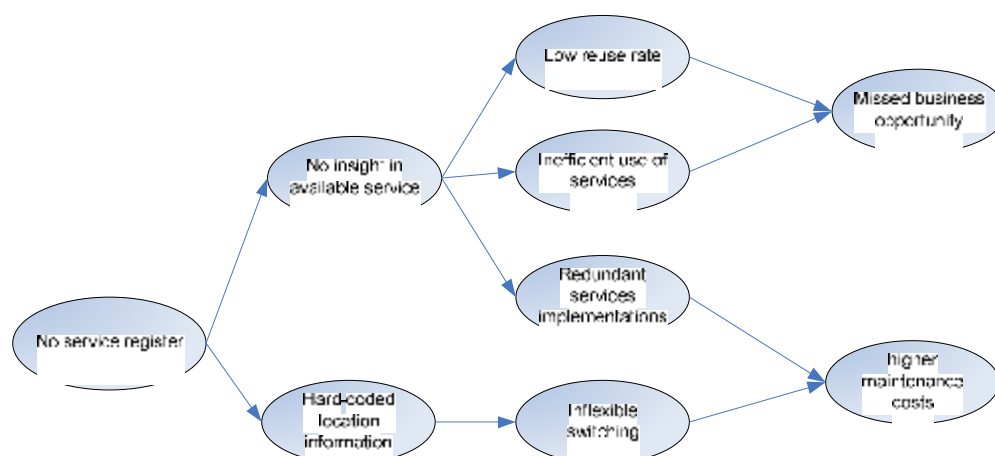 Low reuse rate
Missed business
opportunity
No insight in
available service
Inefficient use of
services
Redundant
services
implementations
No service register
higher
maintenance
costs
Hard-coded
location
information
Inflexible
switching